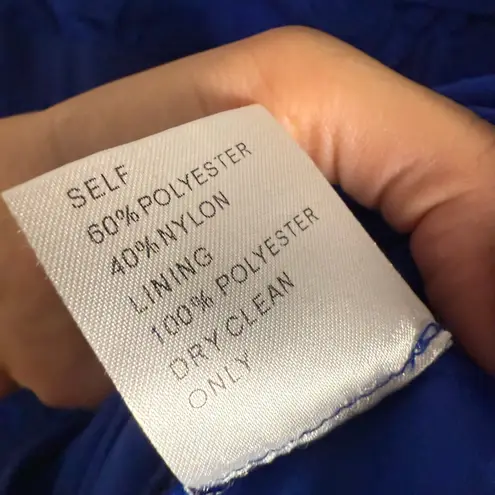 SELF
60% POLYESTER
40% NYLON
LINING
100% POLYESTER
DRY CLEAN
ONLY